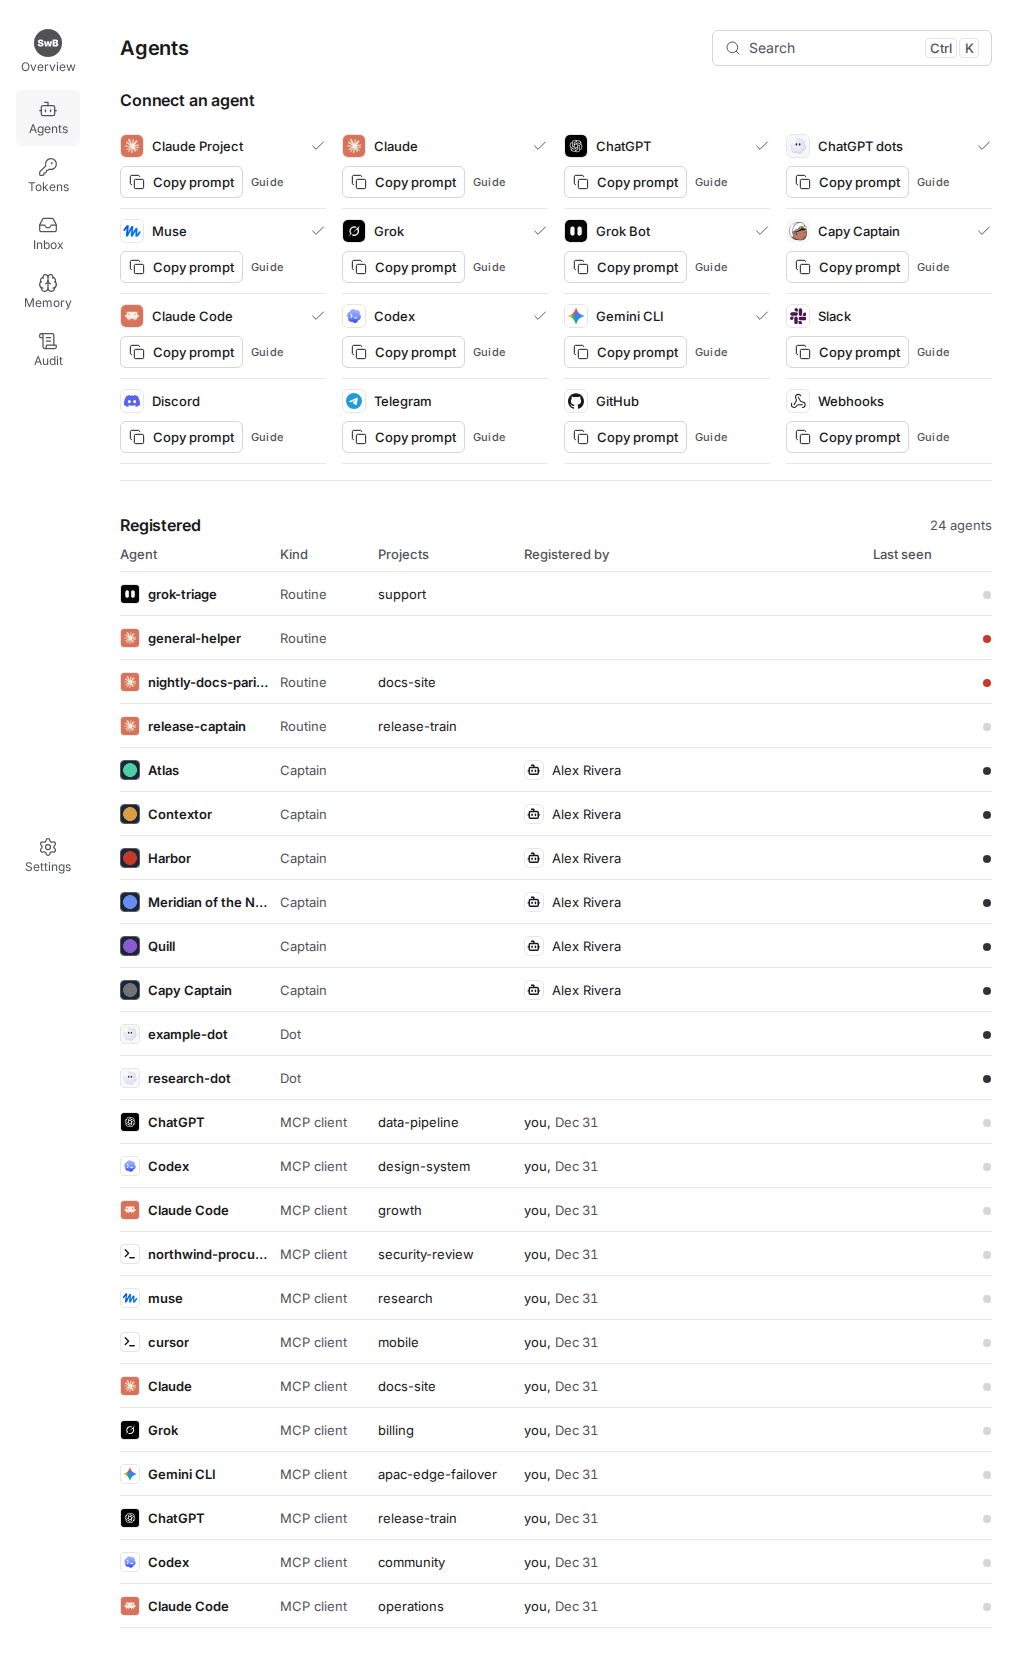 SwB
Overview
Agents
Tokens
Inbox
Memory
Audit
Settings
Agents
Search Ctrl K
Connect an agent
Claude Project
Copy prompt Guide
Claude
Copy prompt Guide
ChatGPT
Copy prompt Guide
ChatGPT dots
Copy prompt Guide
Muse
Copy prompt Guide
Grok
Copy prompt Guide
Grok Bot
Copy prompt Guide
Capy Captain
Copy prompt Guide
Claude Code
Copy prompt Guide
Codex
Copy prompt Guide
Gemini CLI
Copy prompt Guide
Slack
Copy prompt Guide
Discord
Copy prompt Guide
Telegram
Copy prompt Guide
GitHub
Copy prompt Guide
Webhooks
Copy prompt Guide
Registered 24 agents
Agent Kind Projects Registered by Last seen
grok-triage Routine support
general-helper Routine
nightly-docs-pari... Routine docs-site
release-captain Routine release-train
Atlas Captain Alex Rivera
Contextor Captain Alex Rivera
Harbor Captain Alex Rivera
Meridian of the N... Captain Alex Rivera
Quill Captain Alex Rivera
Capy Captain Captain Alex Rivera
example-dot Dot
research-dot Dot
ChatGPT MCP client data-pipeline you, Dec 31
Codex MCP client design-system you, Dec 31
Claude Code MCP client growth you, Dec 31
northwind-procu... MCP client security-review you, Dec 31
muse MCP client research you, Dec 31
cursor MCP client mobile you, Dec 31
Claude MCP client docs-site you, Dec 31
Grok MCP client billing you, Dec 31
Gemini CLI MCP client apac-edge-failover you, Dec 31
ChatGPT MCP client release-train you, Dec 31
Codex MCP client community you, Dec 31
Claude Code MCP client operations you, Dec 31